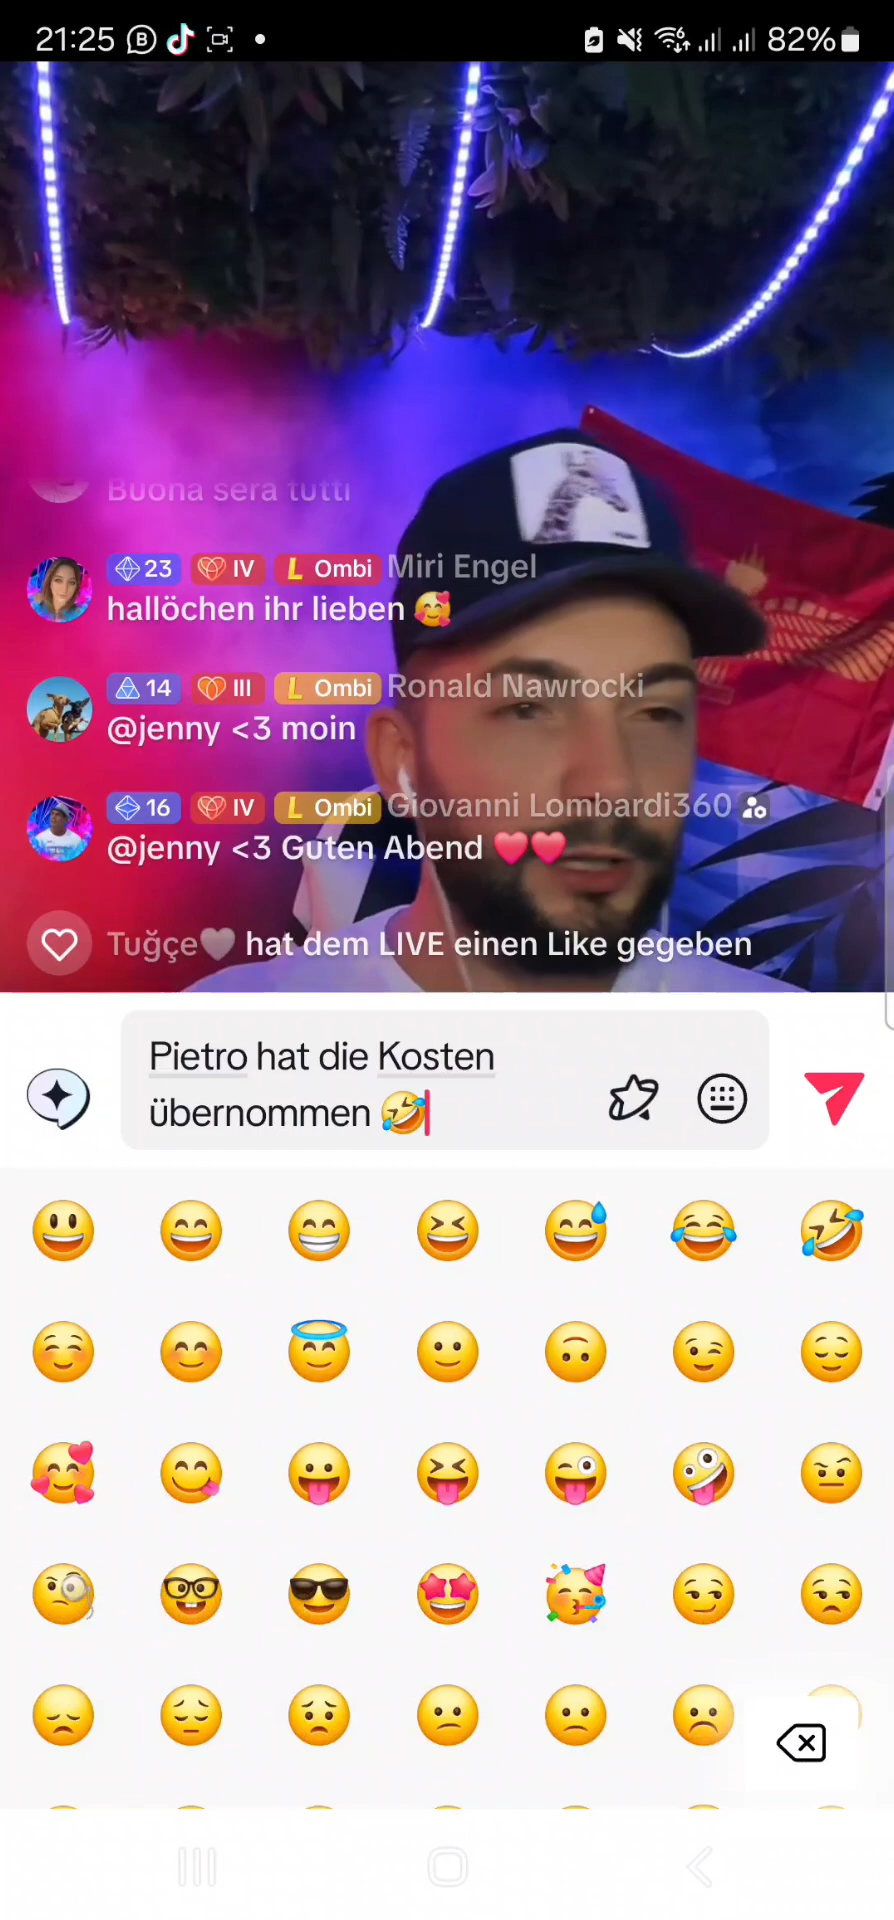 21:25
82%
Buona sera tutti
23 IV L Ombi Miri Engel
hallöchen ihr lieben 🥰
14 III L Ombi Ronald Nawrocki
@jenny <3 moin
16 IV L Ombi Giovanni Lombardi360
@jenny <3 Guten Abend ❤️❤️
Tuğçe🤍 hat dem LIVE einen Like gegeben
Pietro hat die Kosten
übernommen 🤣